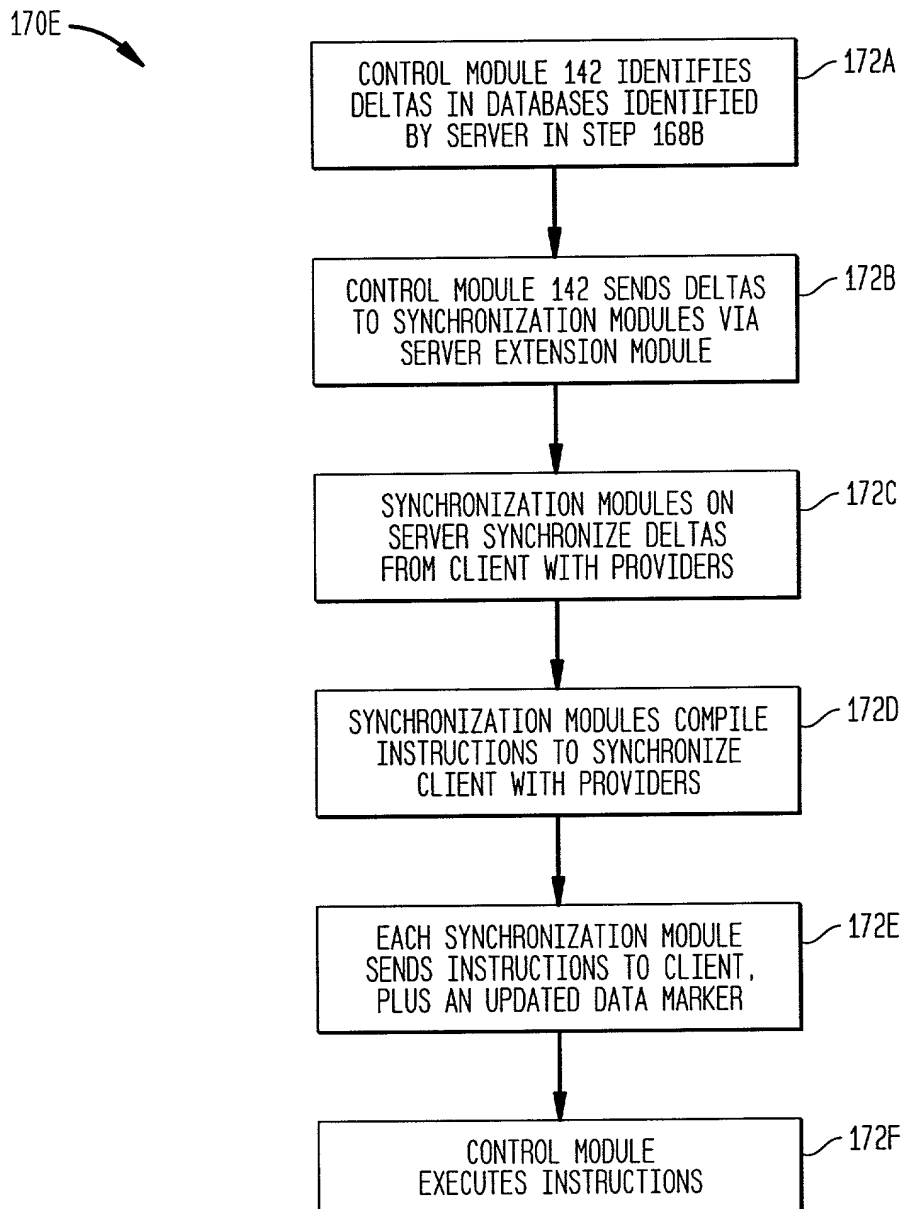 170E
CONTROL MODULE 142 IDENTIFIES
DELTAS IN DATABASES IDENTIFIED
BY SERVER IN STEP 168B
172A
CONTROL MODULE 142 SENDS DELTAS
TO SYNCHRONIZATION MODULES VIA
SERVER EXTENSION MODULE
172B
SYNCHRONIZATION MODULES ON
SERVER SYNCHRONIZE DELTAS
FROM CLIENT WITH PROVIDERS
172C
SYNCHRONIZATION MODULES COMPILE
INSTRUCTIONS TO SYNCHRONIZE
CLIENT WITH PROVIDERS
172D
EACH SYNCHRONIZATION MODULE
SENDS INSTRUCTIONS TO CLIENT,
PLUS AN UPDATED DATA MARKER
172E
CONTROL MODULE
EXECUTES INSTRUCTIONS
172F